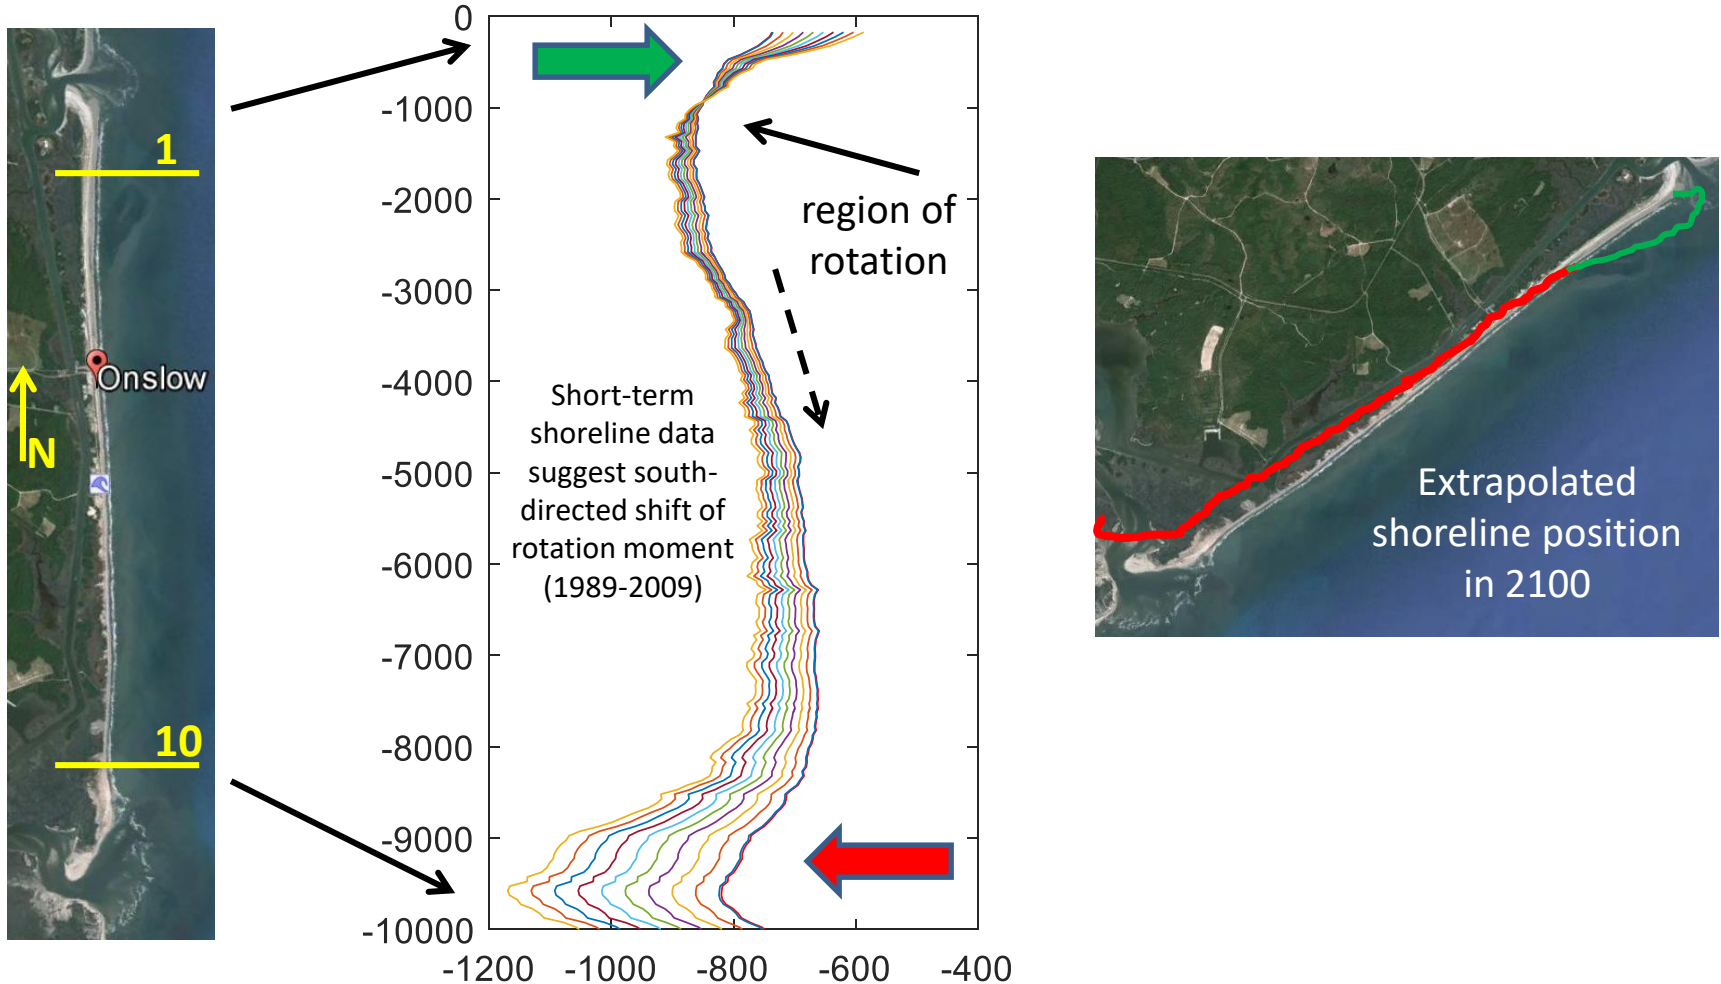 1
Onslow
N
10
0
-1000
-2000
-3000
-4000
-5000
-6000
-7000
-8000
-9000
-10000
-1200 -1000 -800 -600 -400
region of
rotation
Short-term
shoreline data
suggest south-
directed shift of
rotation moment
(1989-2009)
Extrapolated
shoreline position
in 2100